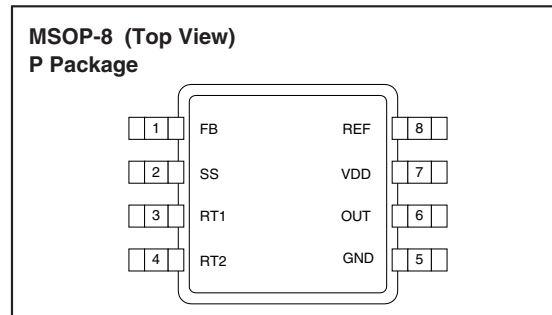 MSOP-8 (Top View)
P Package
1 FB REF 8
2 SS VDD 7
3 RT1 OUT 6
4 RT2 GND 5